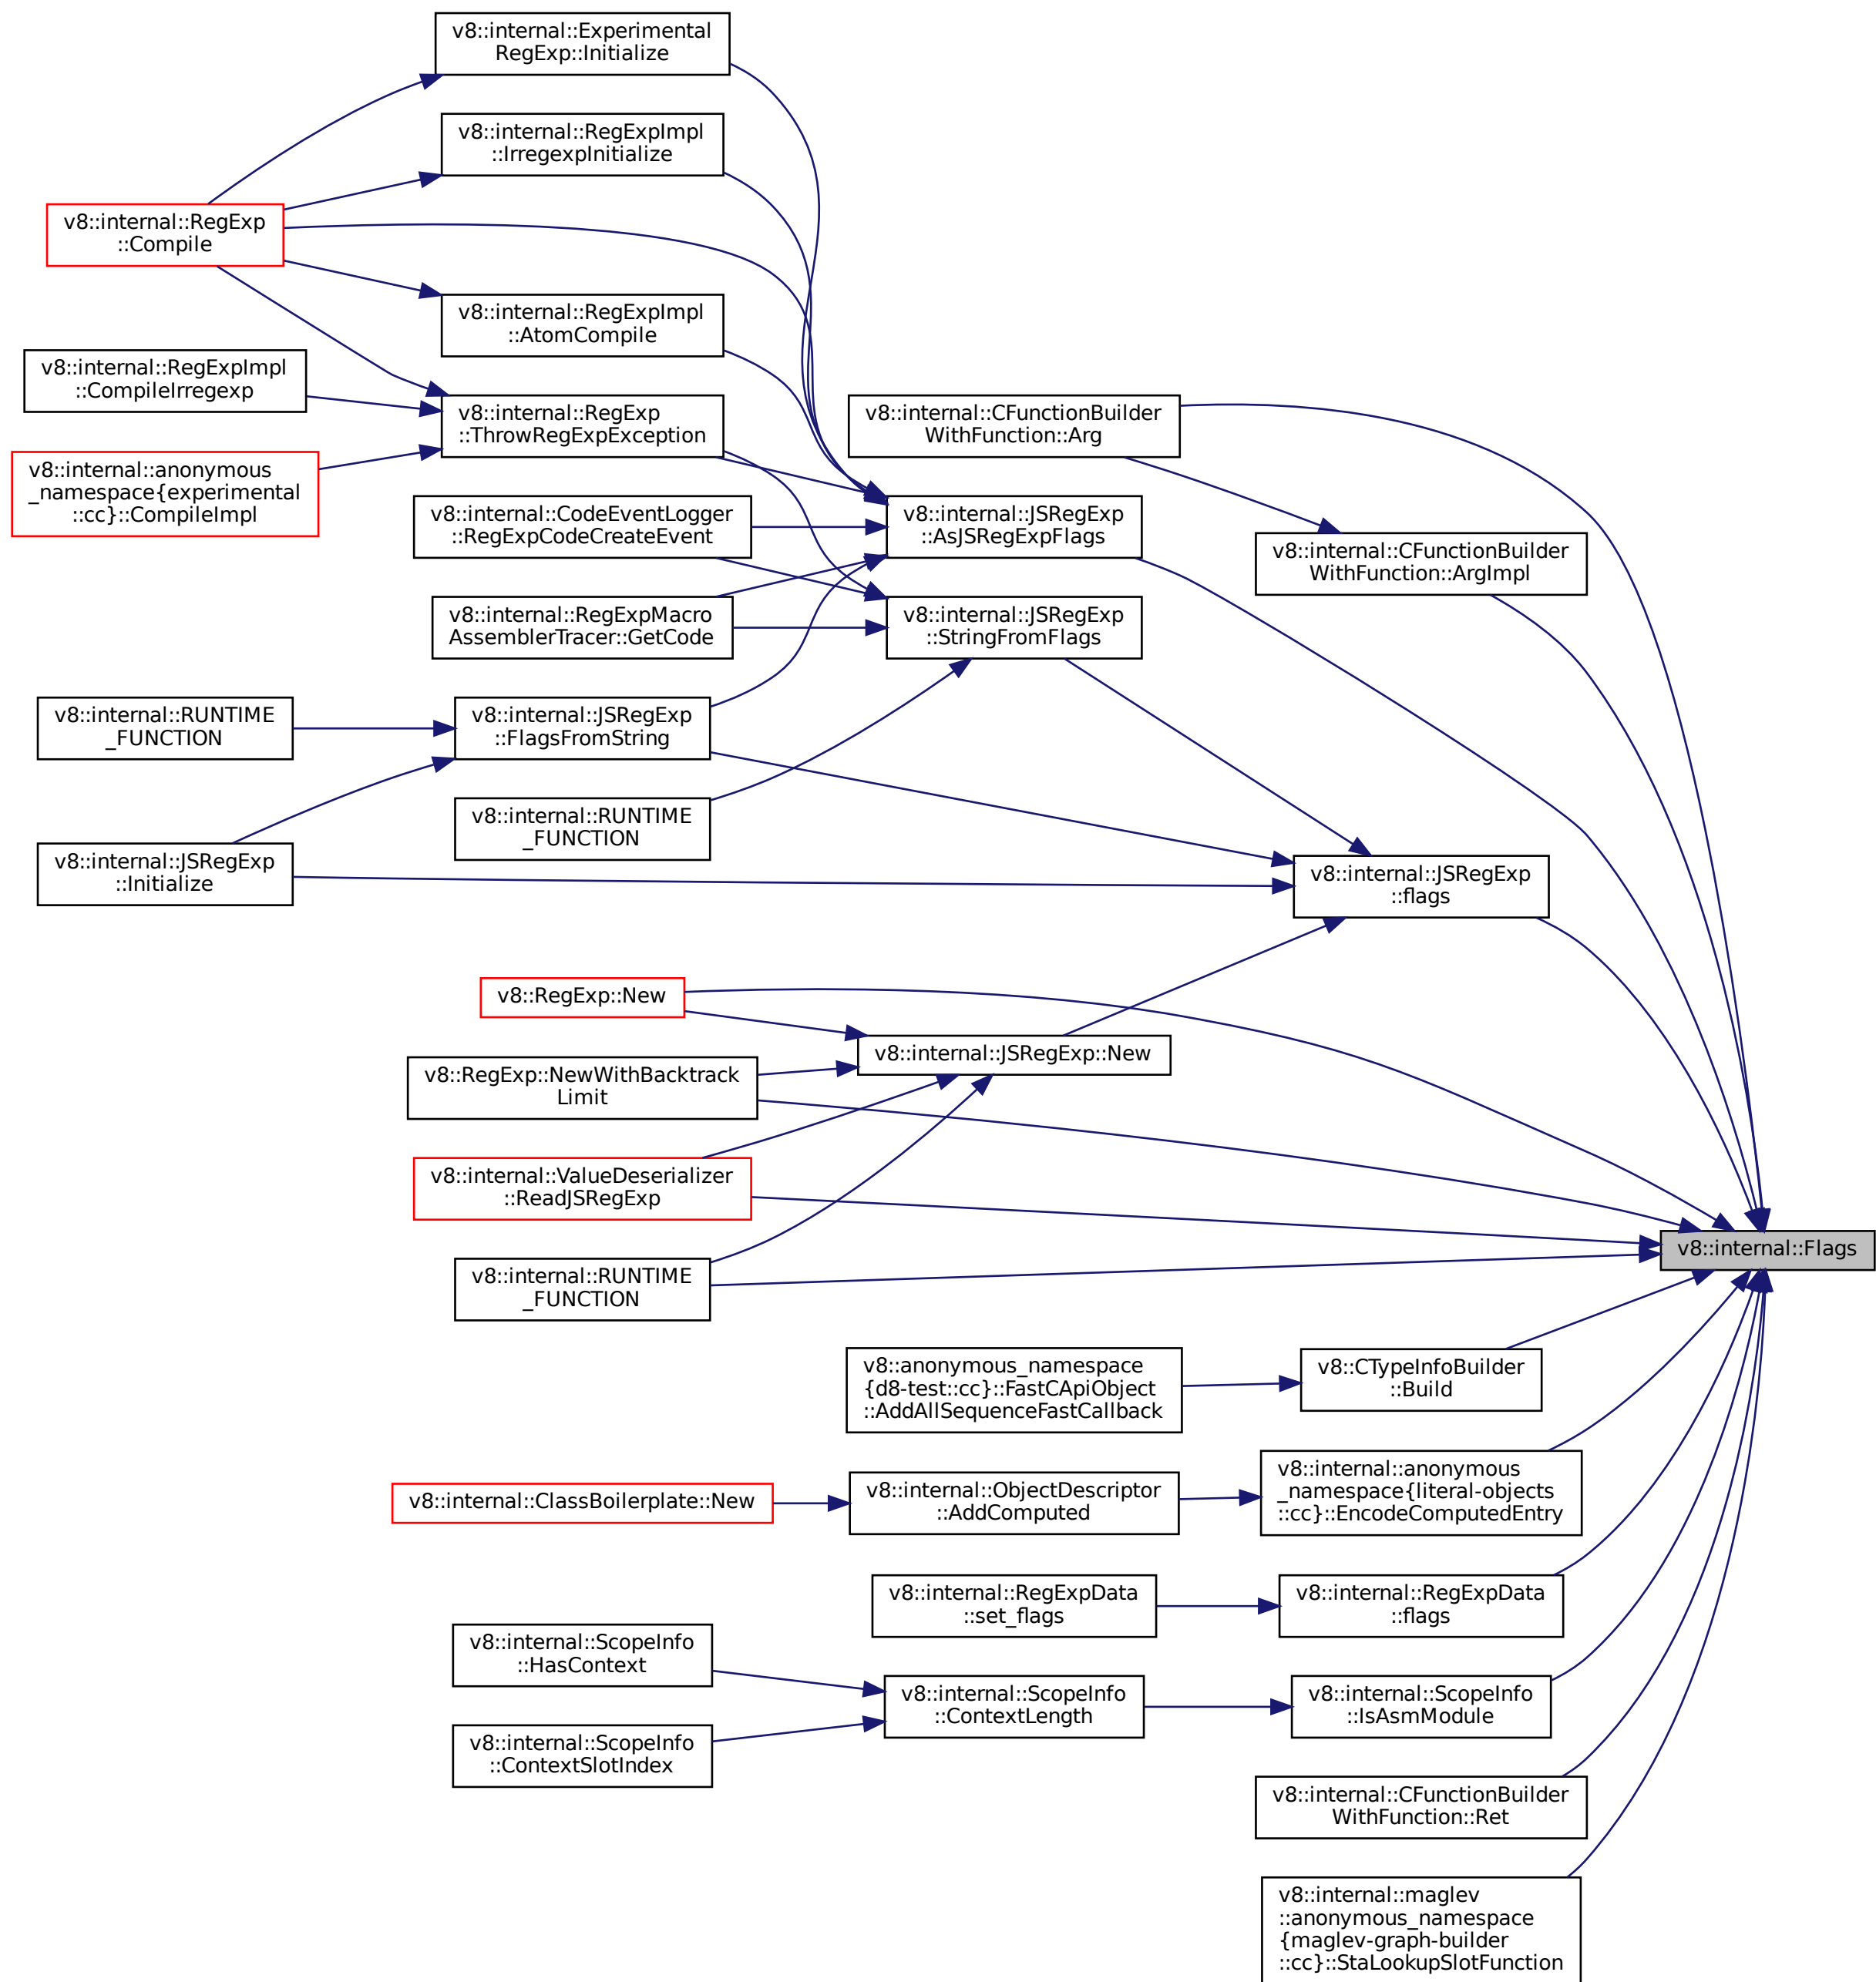 v8::internal::Experimental
RegExp::Initialize
v8::internal::RegExpImpl
::IrregexpInitialize
v8::internal::RegExp
::Compile
v8::internal::RegExpImpl
::AtomCompile
v8::internal::RegExpImpl
::CompileIrregexp
v8::internal::RegExp
::ThrowRegExpException
v8::internal::CFunctionBuilder
WithFunction::Arg
v8::internal::anonymous
_namespace{experimental
::cc}::CompileImpl
v8::internal::CodeEventLogger
::RegExpCodeCreateEvent
v8::internal::JSRegExp
::AsJSRegExpFlags
v8::internal::CFunctionBuilder
WithFunction::ArgImpl
v8::internal::RegExpMacro
AssemblerTracer::GetCode
v8::internal::JSRegExp
::StringFromFlags
v8::internal::RUNTIME
_FUNCTION
v8::internal::JSRegExp
::FlagsFromString
v8::internal::RUNTIME
_FUNCTION
v8::internal::JSRegExp
::Initialize
v8::internal::JSRegExp
::flags
v8::RegExp::New
v8::internal::JSRegExp::New
v8::RegExp::NewWithBacktrack
Limit
v8::internal::ValueDeserializer
::ReadJSRegExp
v8::internal::Flags
v8::internal::RUNTIME
_FUNCTION
v8::anonymous_namespace
{d8-test::cc}::FastCApiObject
::AddAllSequenceFastCallback
v8::CTypeInfoBuilder
::Build
v8::internal::ClassBoilerplate::New
v8::internal::ObjectDescriptor
::AddComputed
v8::internal::anonymous
_namespace{literal-objects
::cc}::EncodeComputedEntry
v8::internal::RegExpData
::set_flags
v8::internal::RegExpData
::flags
v8::internal::ScopeInfo
::HasContext
v8::internal::ScopeInfo
::ContextLength
v8::internal::ScopeInfo
::IsAsmModule
v8::internal::ScopeInfo
::ContextSlotIndex
v8::internal::CFunctionBuilder
WithFunction::Ret
v8::internal::maglev
::anonymous_namespace
{maglev-graph-builder
::cc}::StaLookupSlotFunction